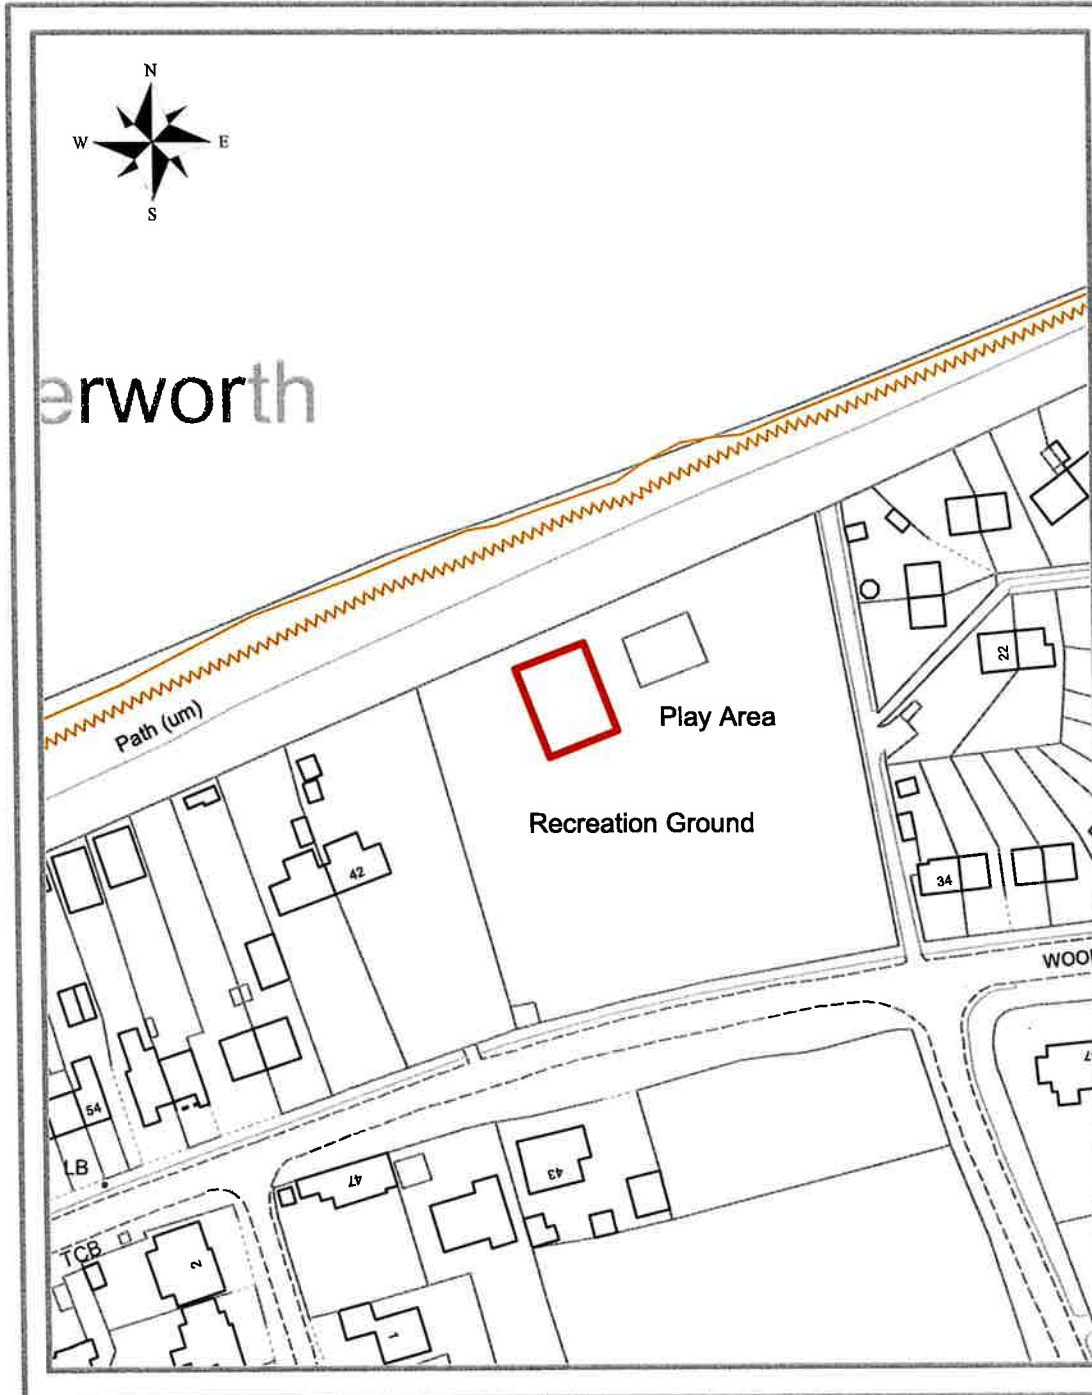 N
W E
S
erworth
Path (um)
22
Play Area
Recreation Ground
42
34
WOO
54
LB
47
43
TCB
2
1